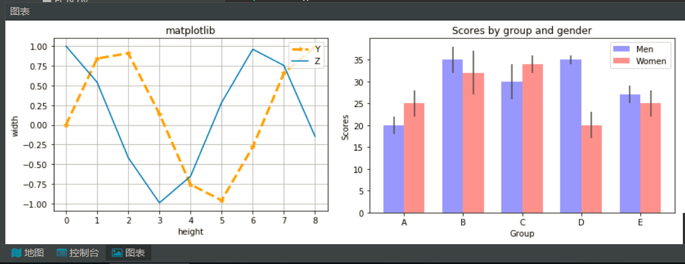 图表
matplotlib
Y
Z
1.00
0.75
0.50
0.25
0.00
−0.25
−0.50
−0.75
−1.00
width
0 1 2 3 4 5 6 7 8
height
Scores by group and gender
Men
Women
35
30
25
20
15
10
5
0
Scores
A B C D E
Group
地图 控制台 图表